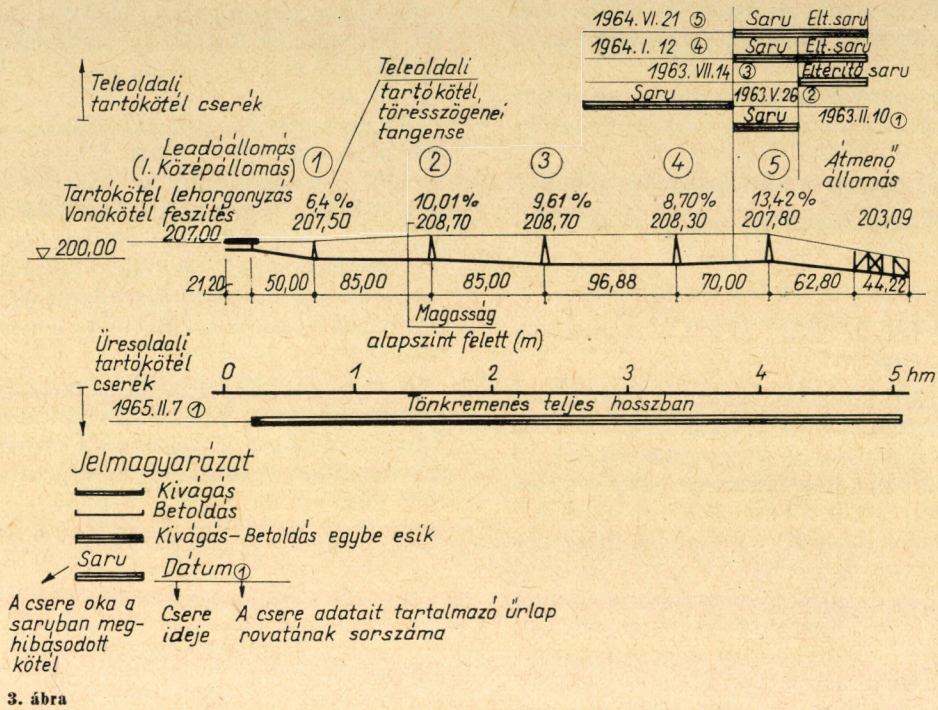 1964. VI. 21 ⑤ Saru Elt. saru
1964. I. 12 ④ Saru Elt. saru
1963. VII. 14 ③ Eltérítő saru
Saru 1963. V. 26 ②
Saru 1963. II. 10 ①
Teleoldali
tartókötél cserék
Teleoldali
tartókötél
törésszögenei
tangense
Leadóállomás
(I. Középállomás)
① ② ③ ④ ⑤
Átmenő
állomás
Tartókötél lehorgonyzás
Vonókötél feszítés
6,4 % 10,01 % 9,61 % 8,70 % 13,42 %
207,00 207,50 208,70 208,70 208,30 207,80 203,09
▽ 200,00
21,20 50,00 85,00 85,00 96,88 70,00 62,80 44,22
Magasság
alapszint felett (m)
Üresoldali
tartókötél
cserék
0 1 2 3 4 5 hm
1965. II. 7 ① Tönkremenés teljes hosszban
Jelmagyarázat
Kivágás
Betoldás
Kivágás-Betoldás egybe esik
Saru
Dátum ①
A csere oka a
saruban meg-
hibásodott
kötél
Csere
ideje
A csere adatait tartalmazó űrlap
rovatának sorszáma
3. ábra